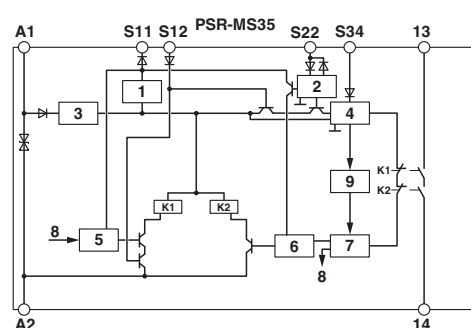 PSR-MS35
A1 S11 S12 S22 S34 13
1 2
3 4
K1
9
K2
K1 K2
8 5 6 7
8
A2 14